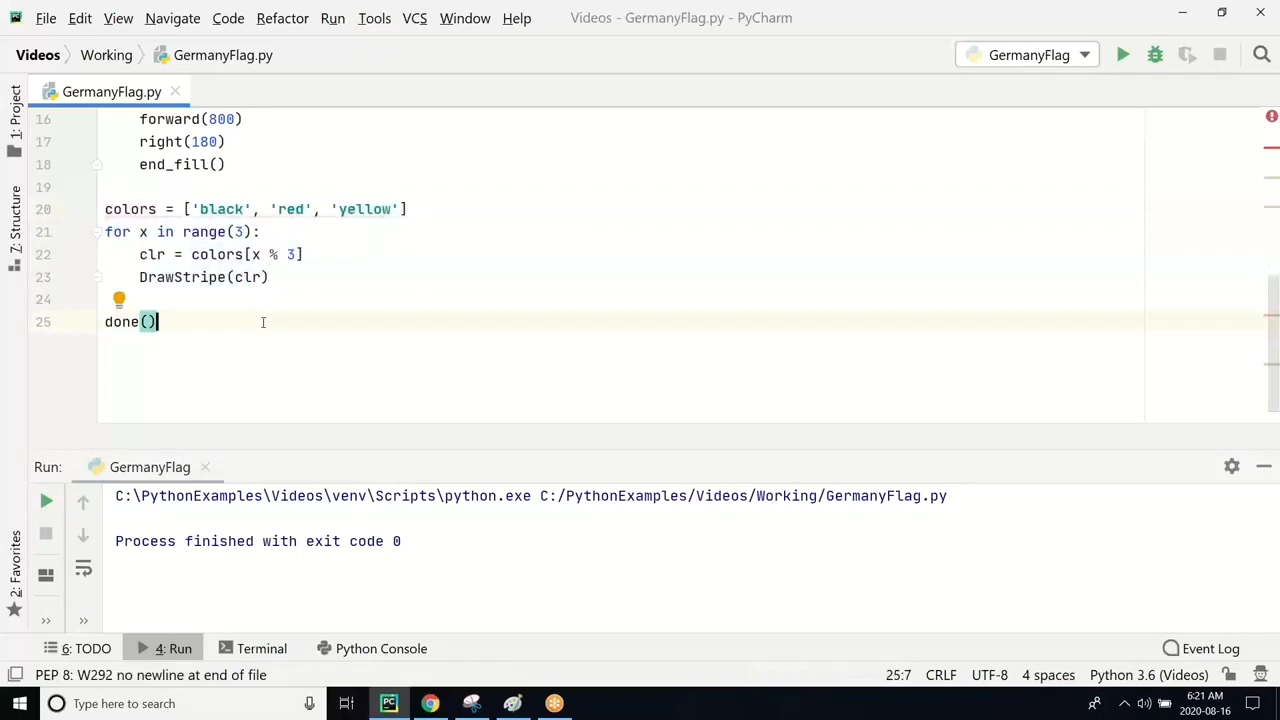 File Edit View Navigate Code Refactor Run Tools VCS Window Help Videos - GermanyFlag.py - PyCharm
Videos Working GermanyFlag.py GermanyFlag
GermanyFlag.py
1: Project
7: Structure
2: Favorites
16 forward(800)
17 right(180)
18 end_fill()
19
20 colors = ['black', 'red', 'yellow']
21 for x in range(3):
22 clr = colors[x % 3]
23 DrawStripe(clr)
24
25 done()
Run: GermanyFlag
C:\PythonExamples\Videos\venv\Scripts\python.exe C:/PythonExamples/Videos/Working/GermanyFlag.py
Process finished with exit code 0
6: TODO 4: Run Terminal Python Console Event Log
PEP 8: W292 no newline at end of file 25:7 CRLF UTF-8 4 spaces Python 3.6 (Videos)
Type here to search 6:21 AM
2020-08-16